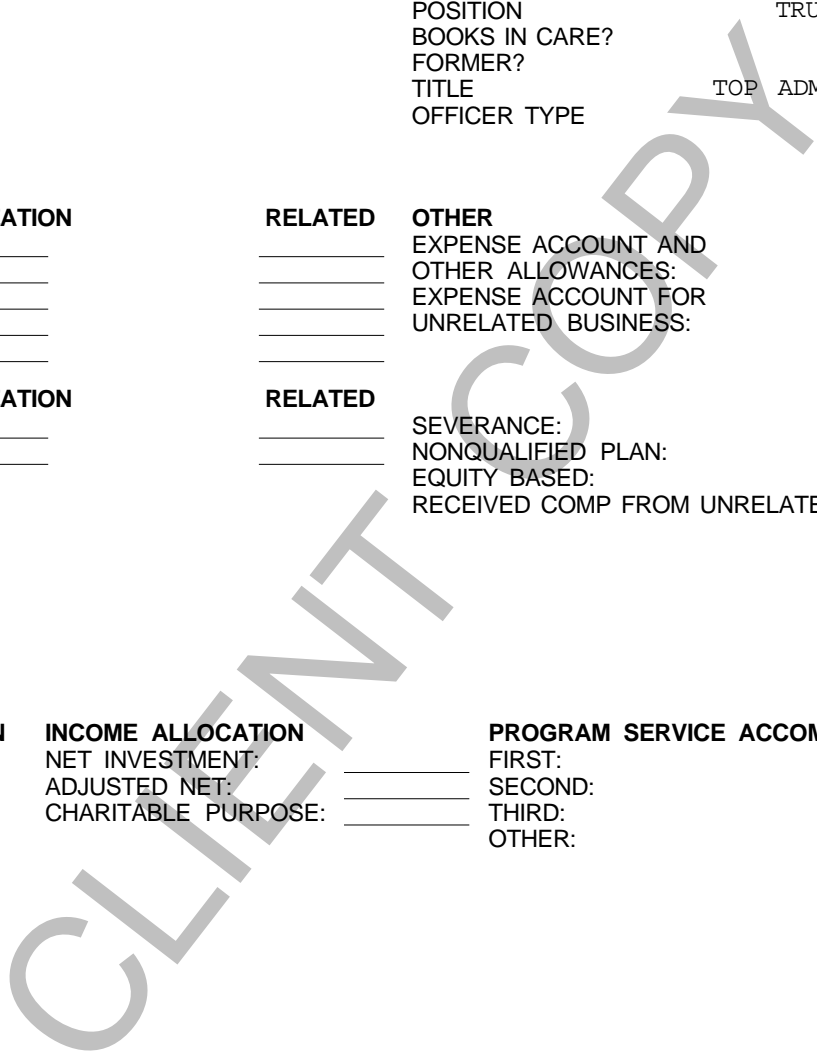 POSITION TRU
BOOKS IN CARE?
FORMER?
TITLE TOP ADM
OFFICER TYPE
ATION RELATED OTHER
EXPENSE ACCOUNT AND
OTHER ALLOWANCES:
EXPENSE ACCOUNT FOR
UNRELATED BUSINESS:
ATION RELATED
SEVERANCE:
NONQUALIFIED PLAN:
EQUITY BASED:
RECEIVED COMP FROM UNRELATE
N INCOME ALLOCATION PROGRAM SERVICE ACCOM
NET INVESTMENT: FIRST:
ADJUSTED NET: SECOND:
CHARITABLE PURPOSE: THIRD:
OTHER:
CLIENT COPY